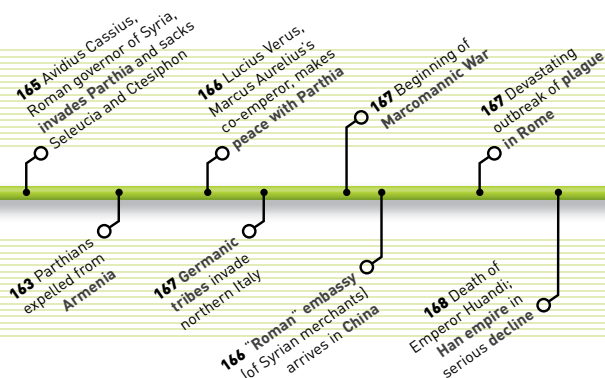 165 Avidius Cassius,
Roman governor of Syria,
invades Parthia and sacks
Seleucia and Ctesiphon
166 Lucius Verus,
Marcus Aurelius's
co-emperor, makes
peace with Parthia
167 Beginning of
Marcomannic War
167 Devastating
outbreak of plague
in Rome
163 Parthians
expelled from
Armenia
167 Germanic
tribes invade
northern Italy
166 "Roman" embassy
(of Syrian merchants)
arrives in China
168 Death of
Emperor Huandi;
Han empire in
serious decline